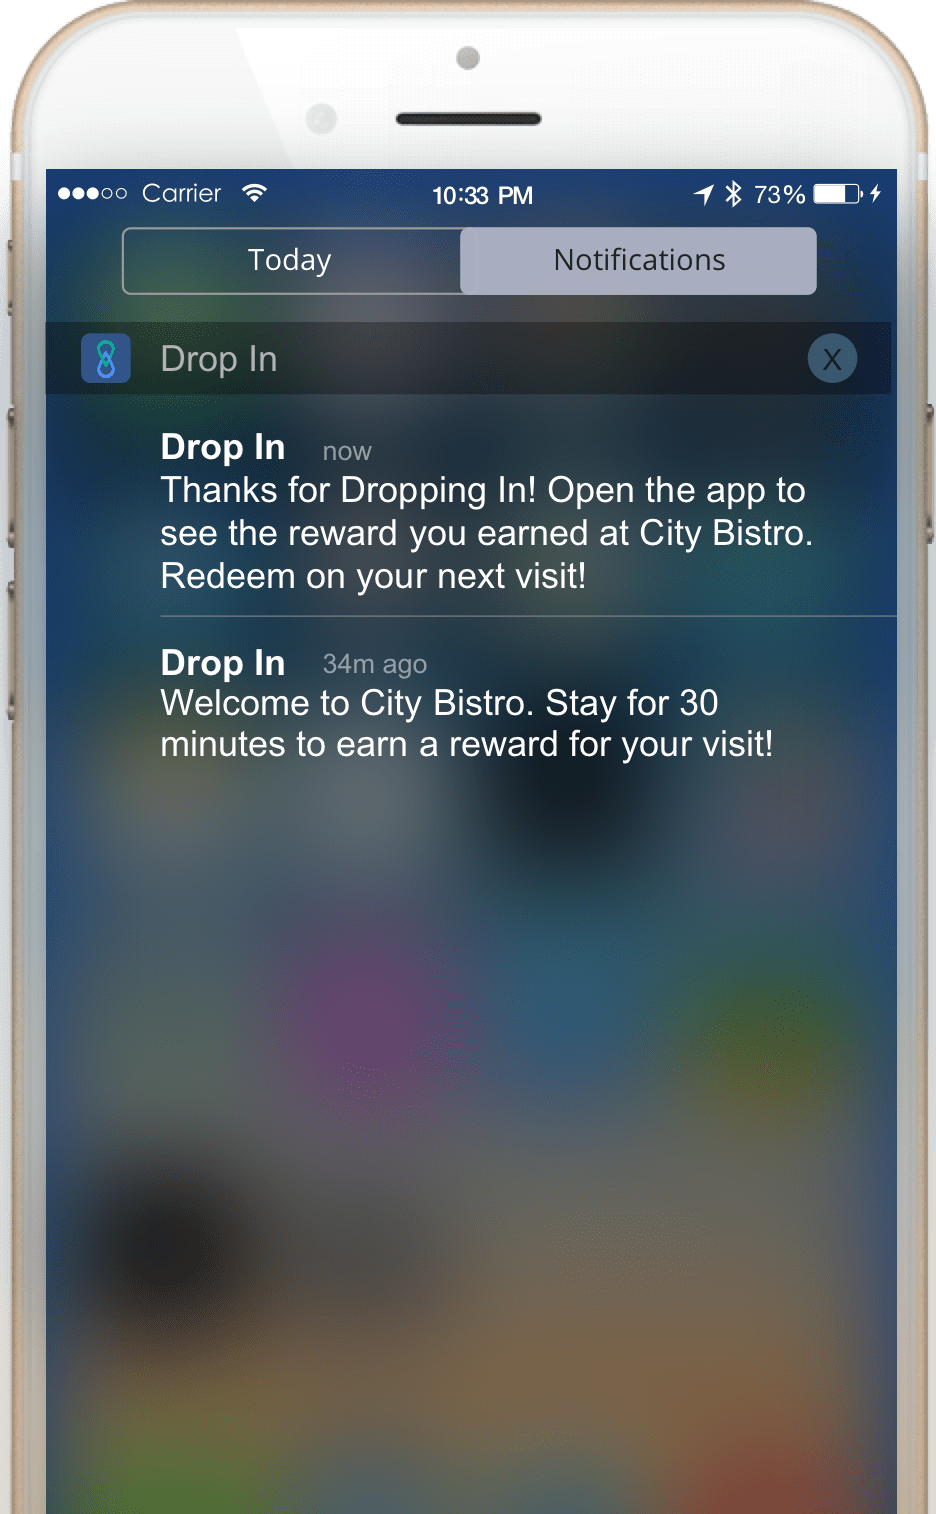 Carrier 10:33 PM 73%
Today Notifications
Drop In X
Drop In now
Thanks for Dropping In! Open the app to
see the reward you earned at City Bistro.
Redeem on your next visit!
Drop In 34m ago
Welcome to City Bistro. Stay for 30
minutes to earn a reward for your visit!